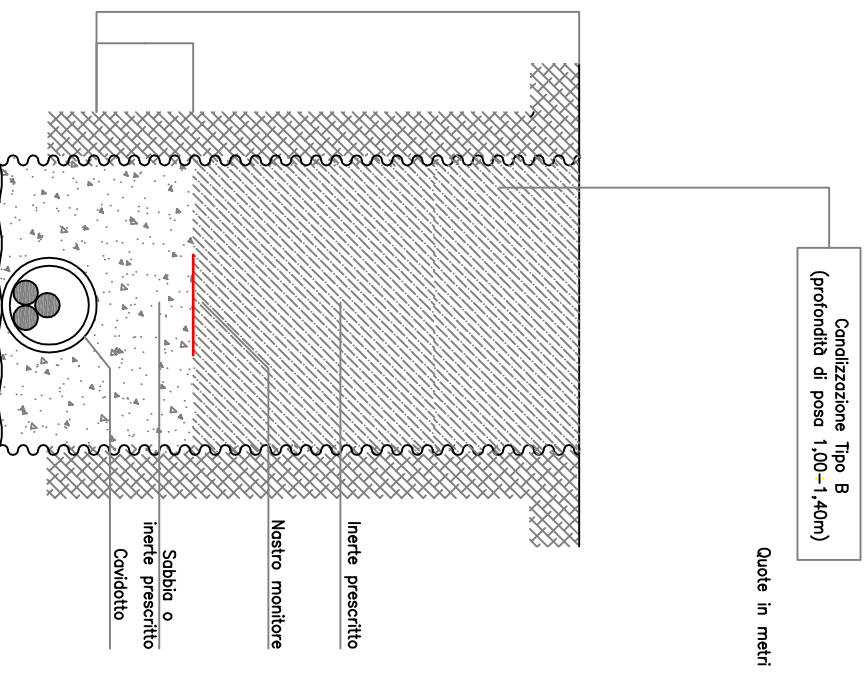 Canalizzazione Tipo B
(profondità di posa 1,00÷1,40m)
Quote in metri
Inerte prescritto
Nastro monitore
Sabbia o
inerte prescritto
Cavidotto